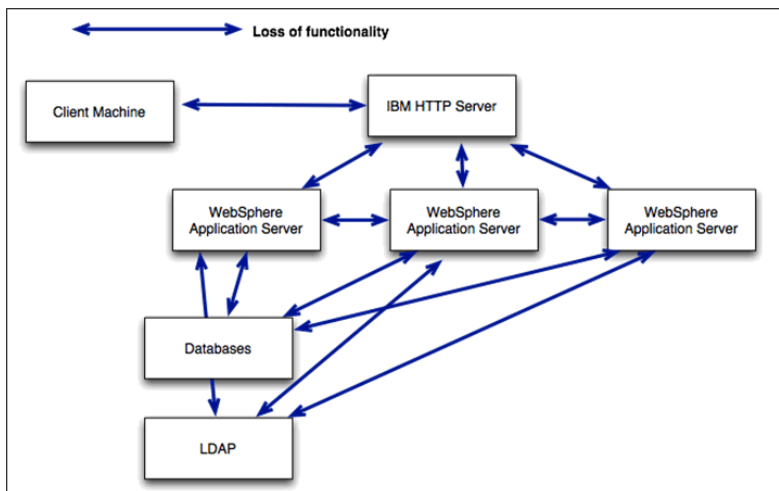 Loss of functionality
Client Machine
IBM HTTP Server
WebSphere
Application Server
WebSphere
Application Server
WebSphere
Application Server
Databases
LDAP